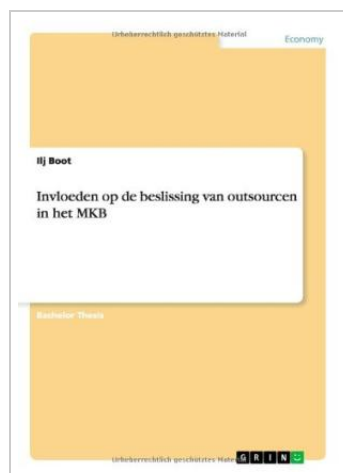 Urheberrechtlich geschütztes Material
Economy
Ilj Boot
Invloeden op de beslissing van outsourcen
in het MKB
Bachelor Thesis
Urheberrechtlich geschütztes Mate
GRIN